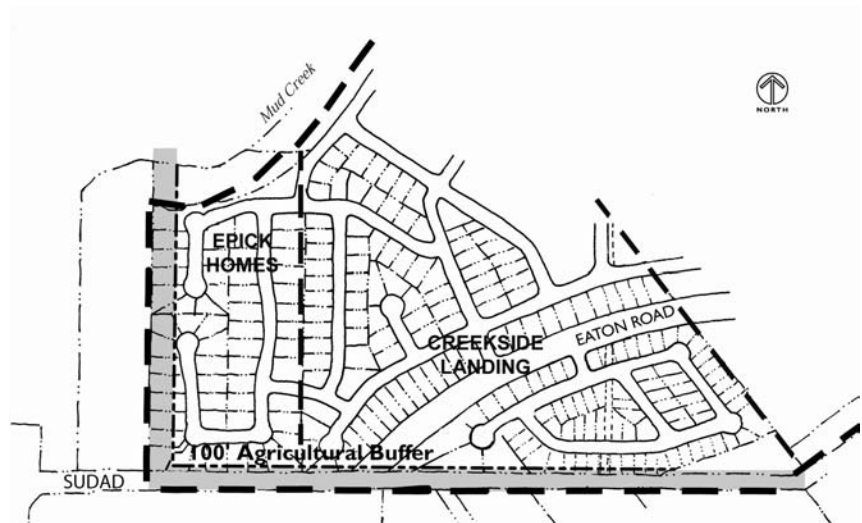 Mud Creek
NORTH
EPICK
HOMES
CREEKSIDE
LANDING
EATON ROAD
100' Agricultural Buffer
SUDAD